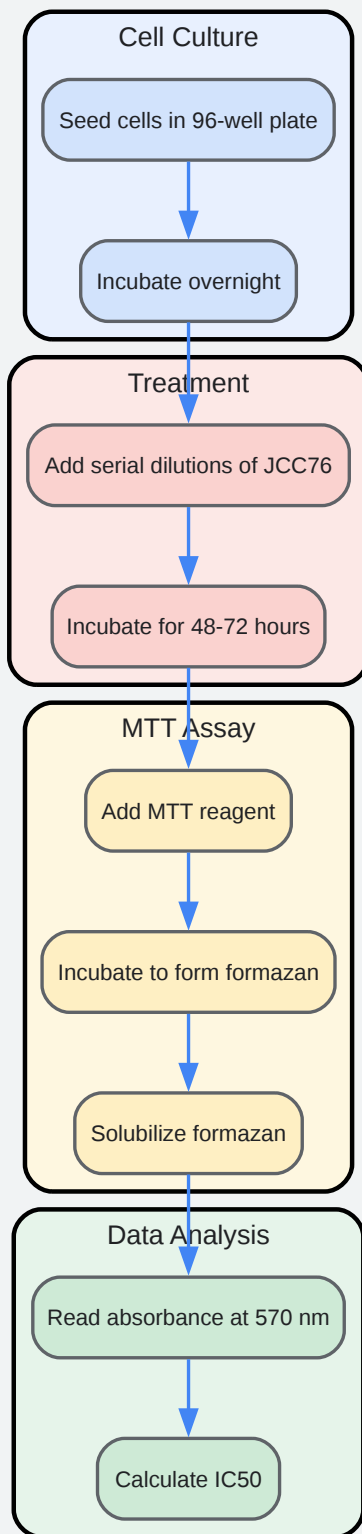 Cell Culture
Seed cells in 96-well plate
Incubate overnight
Treatment
Add serial dilutions of JCC76
Incubate for 48-72 hours
MTT Assay
Add MTT reagent
Incubate to form formazan
Solubilize formazan
Data Analysis
Read absorbance at 570 nm
Calculate IC50